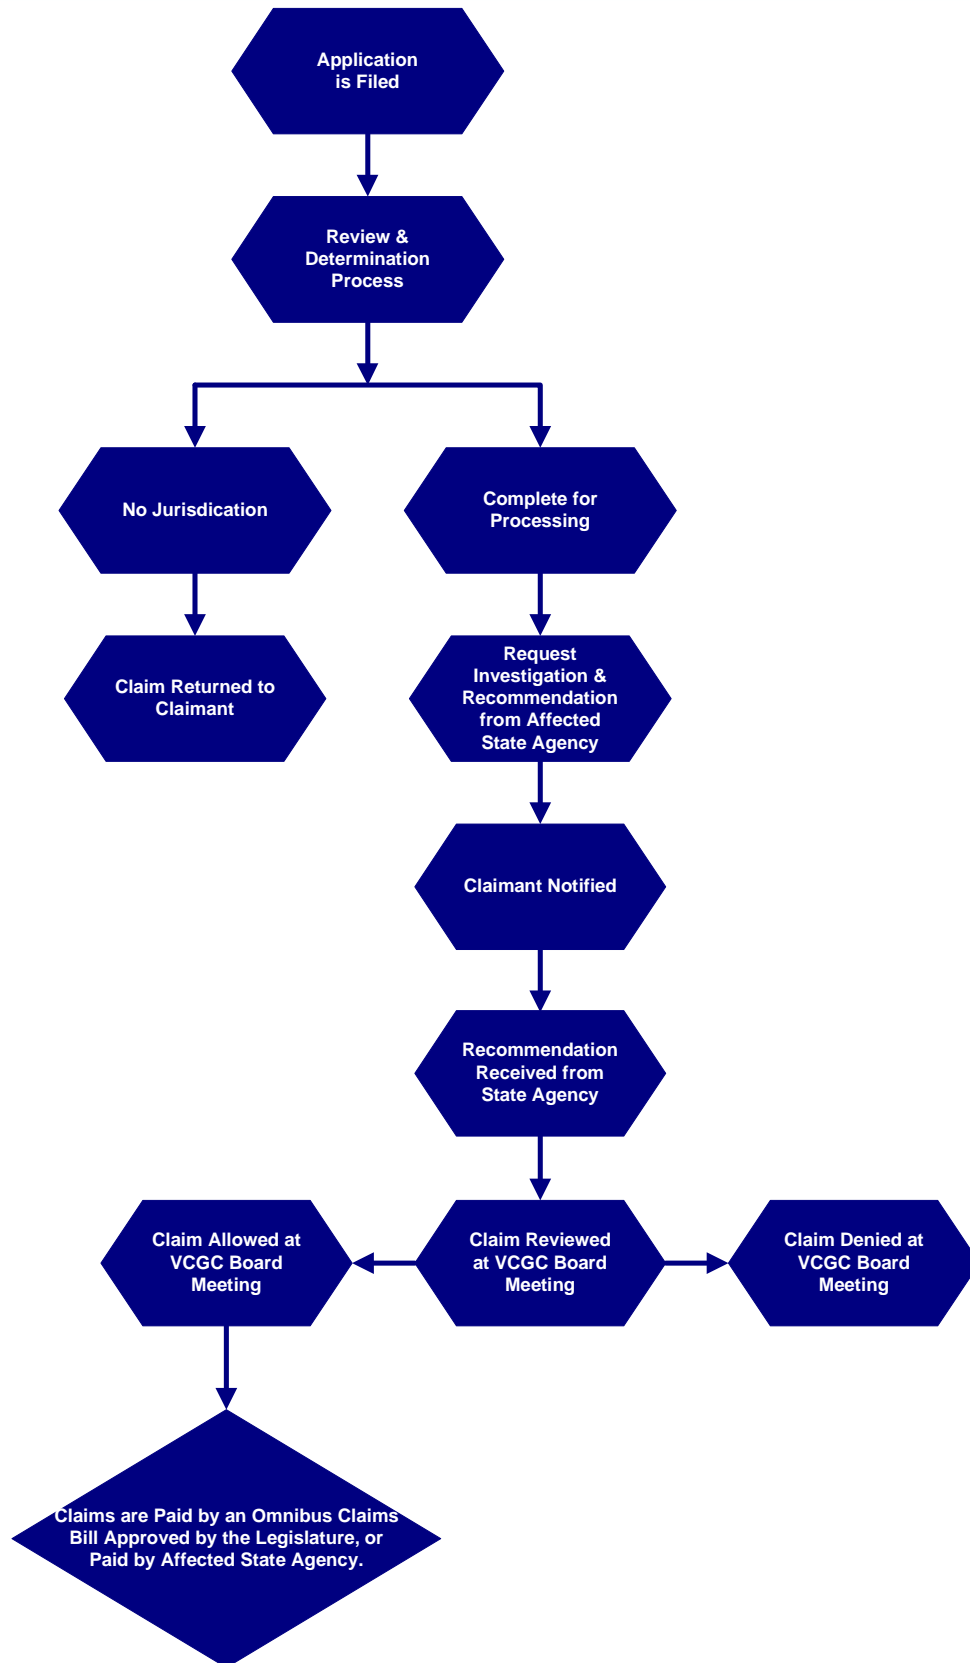 Application
is Filed
Review &
Determination
Process
No Jurisdication
Complete for
Processing
Claim Returned to
Claimant
Request
Investigation &
Recommendation
from Affected
State Agency
Claimant Notified
Recommendation
Received from
State Agency
Claim Allowed at
VCGC Board
Meeting
Claim Reviewed
at VCGC Board
Meeting
Claim Denied at
VCGC Board
Meeting
Claims are Paid by an Omnibus Claims
Bill Approved by the Legislature, or
Paid by Affected State Agency.